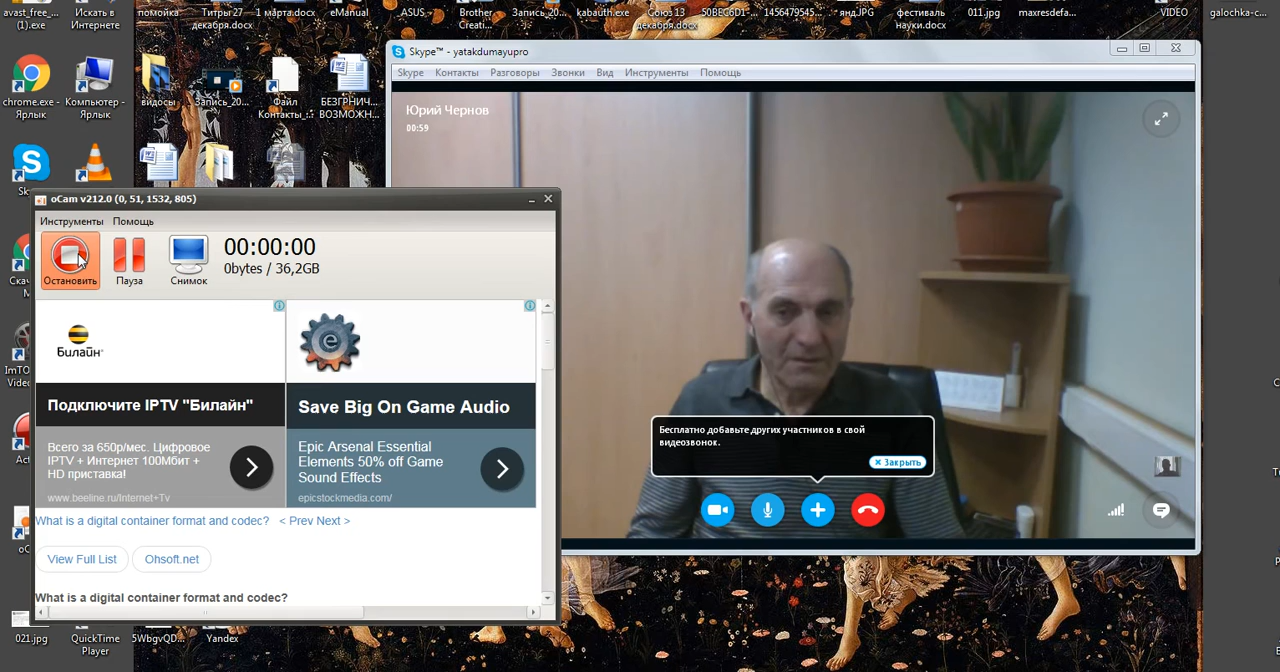 avast_free_...
(1).exe
Искать в
Интернете
помойка
Титры 27
декабря.docx
1 марта.docx
eManual
ASUS
Brother
Creati...
Запись_20...
kabauth.exe
Союз 13
декабря.docx
50BEC6D1-...
1456479545...
янд.JPG
фестиваль
науки.docx
011.jpg
maxresdefa...
VIDEO
galochka-c...
chrome.exe -
Ярлык
Компьютер -
Ярлык
видосы
Запись_20...
Файл
Контакты_...
БЕЗГРНИЧ...
ВОЗМОЖН...
Skype™ - yatakdumayupro
Skype Контакты Разговоры Звонки Вид Инструменты Помощь
Юрий Чернов
00:59
oCam v212.0 (0, 51, 1532, 805)
Инструменты Помощь
Остановить
Пауза
Снимок
00:00:00
0bytes / 36,2GB
Билайн
Подключите IPTV "Билайн"
Всего за 650р/мес. Цифровое
IPTV + Интернет 100Мбит +
HD приставка!
www.beeline.ru/Internet+Tv
Save Big On Game Audio
Epic Arsenal Essential
Elements 50% off Game
Sound Effects
epicstockmedia.com/
What is a digital container format and codec? < Prev Next >
View Full List
Ohsoft.net
What is a digital container format and codec?
Бесплатно добавьте других участников в свой
видеозвонок.
Закрыть
021.jpg
QuickTime
Player
5WbgvQD...
Yandex